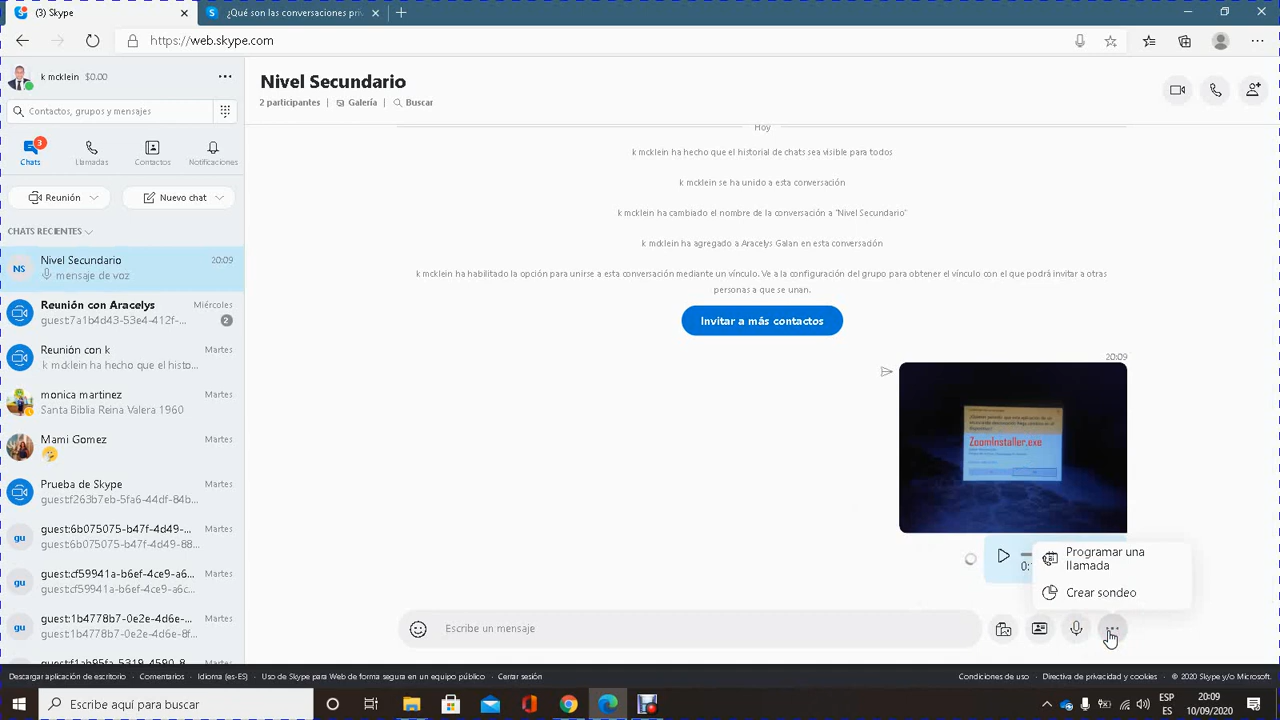 (3) Skype
¿Qué son las conversaciones priv
https://web.skype.com
k mcklein $0.00
Contactos, grupos y mensajes
3
Chats
Llamadas
Contactos
Notificaciones
Reunión
Nuevo chat
CHATS RECIENTES
NS
Nivel Secundario
20:09
mensaje de voz
Reunión con Aracelys
Miércoles
guest:7a1b4d43-53e4-412f-...
2
Reunión con k
Martes
k mcklein ha hecho que el histo...
monica martinez
Martes
Santa Biblia Reina Valera 1960
Mami Gomez
Martes
Prueba de Skype
Martes
guest:f263b7eb-5fa6-44df-84b...
gu
guest:6b075075-b47f-4d49-...
Martes
guest:6b075075-b47f-4d49-88...
gu
guest:cf59941a-b6ef-4ce9-a6...
Martes
guest:cf59941a-b6ef-4ce9-a6...
gu
guest:1b4778b7-0e2e-4d6e-...
Martes
guest:1b4778b7-0e2e-4d6e-8f...
Martes
Nivel Secundario
2 participantes | Galería | Buscar
Hoy
k mcklein ha hecho que el historial de chats sea visible para todos
k mcklein se ha unido a esta conversación
k mcklein ha cambiado el nombre de la conversación a "Nivel Secundario"
k mcklein ha agregado a Aracelys Galan en esta conversación
k mcklein ha habilitado la opción para unirse a esta conversación mediante un vínculo. Ve a la configuración del grupo para obtener el vínculo con el que podrá invitar a otras
personas a que se unan.
Invitar a más contactos
20:09
ZoomInstaller.exe
Programar una
llamada
Crear sondeo
Escribe un mensaje
Descargar aplicación de escritorio
Comentarios
Idioma (es-ES)
Uso de Skype para Web de forma segura en un equipo público
Cerrar sesión
Condiciones de uso
Directiva de privacidad y cookies
© 2020 Skype y/o Microsoft.
Escribe aquí para buscar
ESP
ES
20:09
10/09/2020